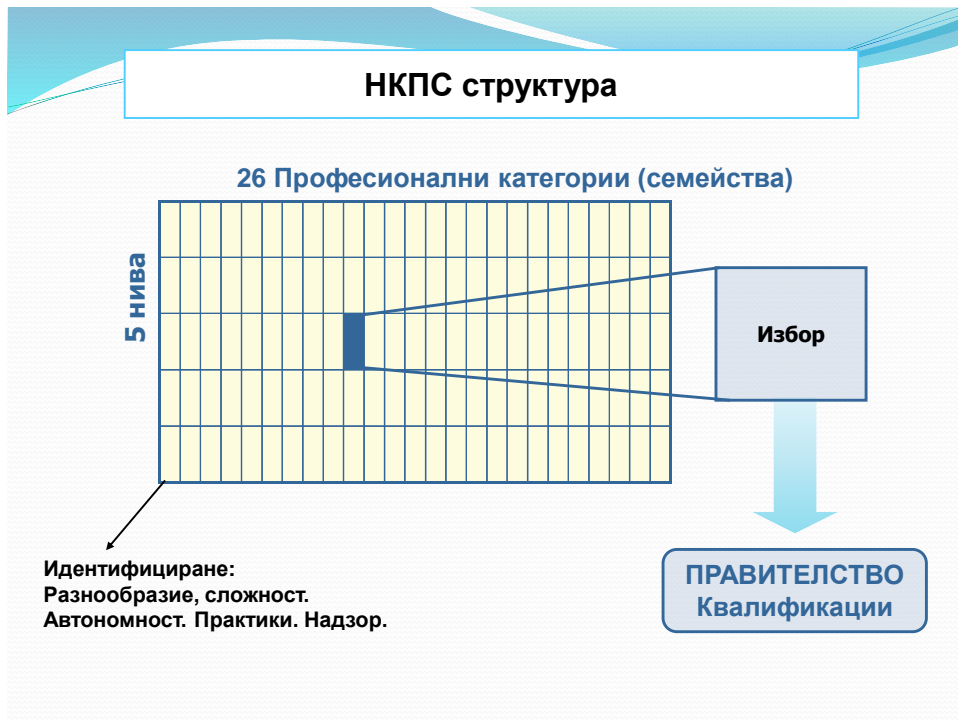 НКПС структура
26 Професионални категории (семейства)
5 нива
Избор
Идентифициране:
Разнообразие, сложност.
Автономност. Практики. Надзор.
ПРАВИТЕЛСТВО
Квалификации